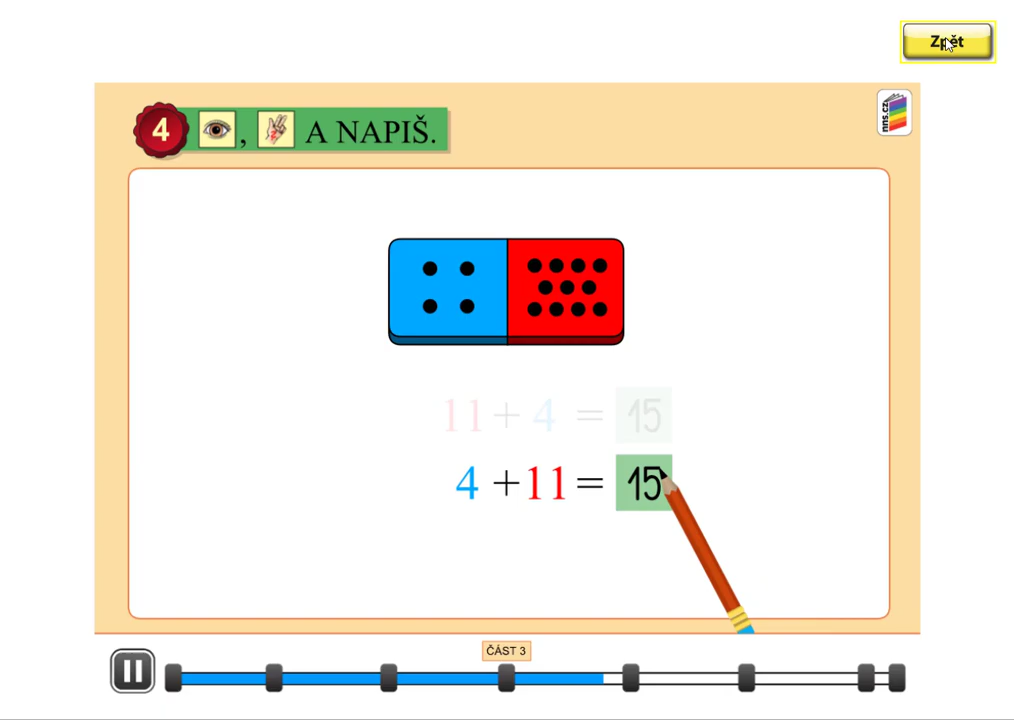 Zpět
nns.cz
4 , A NAPIŠ.
11 + 4 = 15
4 + 11 = 15
ČÁST 3